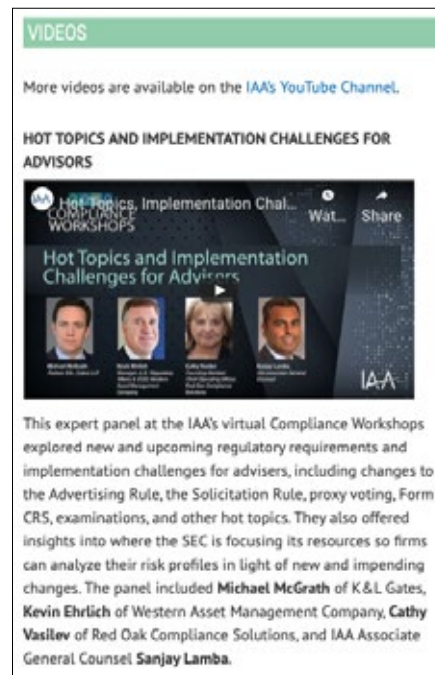 VIDEOS
More videos are available on the IAA's YouTube Channel.
HOT TOPICS AND IMPLEMENTATION CHALLENGES FOR
ADVISORS
Hot Topics, Implementation Chal...
Wat...
Share
COMPLIANCE
WORKSHOPS
Hot Topics and Implementation
Challenges for Advisers
IAA
This expert panel at the IAA's virtual Compliance Workshops
explored new and upcoming regulatory requirements and
implementation challenges for advisers, including changes to
the Advertising Rule, the Solicitation Rule, proxy voting, Form
CRS, examinations, and other hot topics. They also offered
insights into where the SEC is focusing its resources so firms
can analyze their risk profiles in light of new and impending
changes. The panel included Michael McGrath of K&L Gates,
Kevin Ehrlich of Western Asset Management Company, Cathy
Vasilev of Red Oak Compliance Solutions, and IAA Associate
General Counsel Sanjay Lamba.